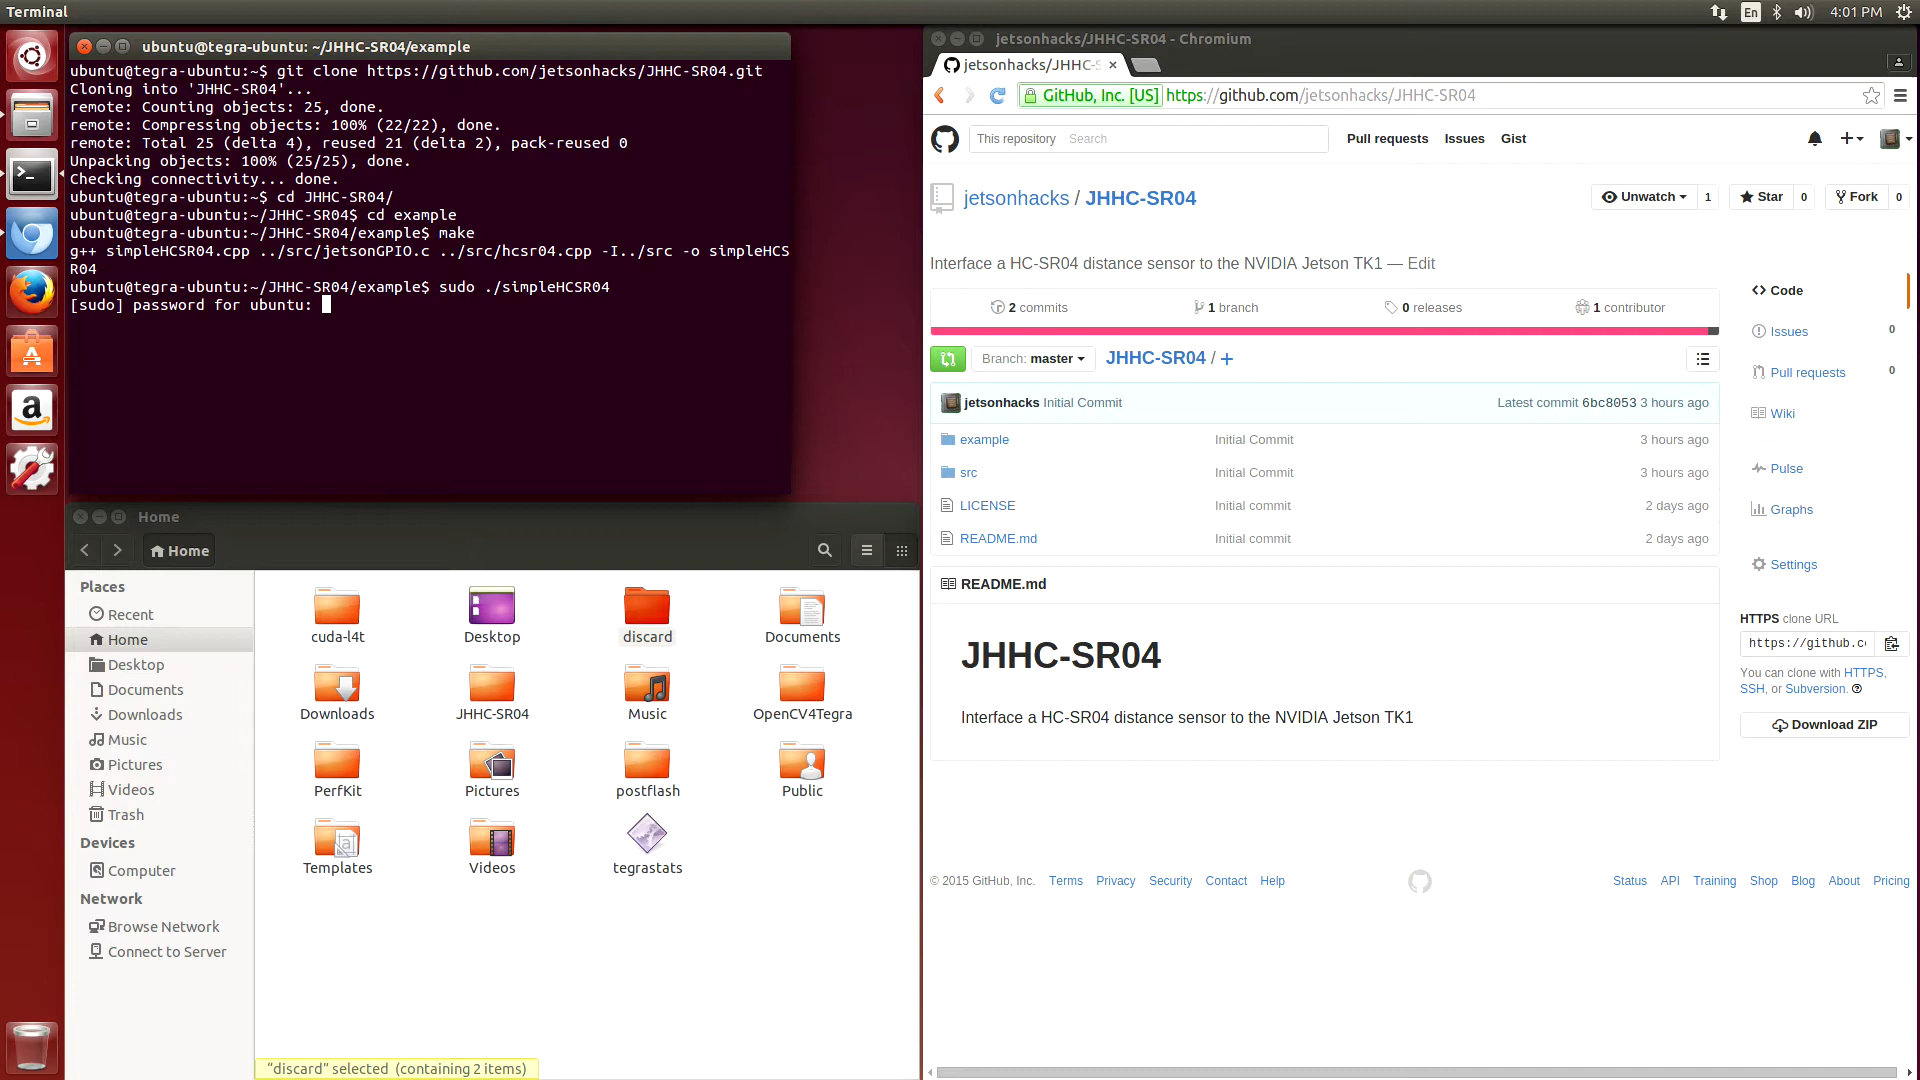 Terminal
En
4:01 PM
ubuntu@tegra-ubuntu: ~/JHHC-SR04/example
ubuntu@tegra-ubuntu:~$ git clone https://github.com/jetsonhacks/JHHC-SR04.git
Cloning into 'JHHC-SR04'...
remote: Counting objects: 25, done.
remote: Compressing objects: 100% (22/22), done.
remote: Total 25 (delta 4), reused 21 (delta 2), pack-reused 0
Unpacking objects: 100% (25/25), done.
Checking connectivity... done.
ubuntu@tegra-ubuntu:~$ cd JHHC-SR04/
ubuntu@tegra-ubuntu:~/JHHC-SR04$ cd example
ubuntu@tegra-ubuntu:~/JHHC-SR04/example$ make
g++ simpleHCSR04.cpp ../src/jetsonGPIO.c ../src/hcsr04.cpp -I../src -o simpleHCS
R04
ubuntu@tegra-ubuntu:~/JHHC-SR04/example$ sudo ./simpleHCSR04
[sudo] password for ubuntu:
Home
Home
Places
Recent
Home
Desktop
Documents
Downloads
Music
Pictures
Videos
Trash
Devices
Computer
Network
Browse Network
Connect to Server
cuda-l4t
Desktop
discard
Documents
Downloads
JHHC-SR04
Music
OpenCV4Tegra
PerfKit
Pictures
postflash
Public
Templates
Videos
tegrastats
"discard" selected (containing 2 items)
jetsonhacks/JHHC-SR04 - Chromium
jetsonhacks/JHHC-S
GitHub, Inc. [US] https://github.com/jetsonhacks/JHHC-SR04
This repository Search
Pull requests Issues Gist
jetsonhacks / JHHC-SR04
Unwatch 1 Star 0 Fork 0
Interface a HC-SR04 distance sensor to the NVIDIA Jetson TK1 — Edit
2 commits 1 branch 0 releases 1 contributor
Branch: master JHHC-SR04 / +
jetsonhacks Initial Commit Latest commit 6bc8053 3 hours ago
example Initial Commit 3 hours ago
src Initial Commit 3 hours ago
LICENSE Initial commit 2 days ago
README.md Initial commit 2 days ago
README.md
JHHC-SR04
Interface a HC-SR04 distance sensor to the NVIDIA Jetson TK1
Code
Issues 0
Pull requests 0
Wiki
Pulse
Graphs
Settings
HTTPS clone URL
https://github.c
You can clone with HTTPS,
SSH, or Subversion.
Download ZIP
© 2015 GitHub, Inc. Terms Privacy Security Contact Help
Status API Training Shop Blog About Pricing